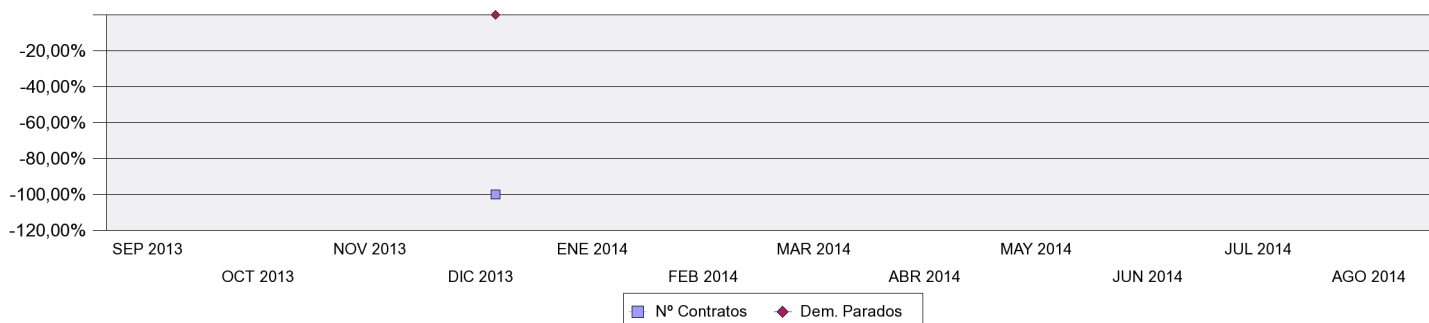 -20,00%
-40,00%
-60,00%
-80,00%
-100,00%
-120,00%
SEP 2013
OCT 2013
NOV 2013
DIC 2013
ENE 2014
FEB 2014
MAR 2014
ABR 2014
MAY 2014
JUN 2014
JUL 2014
AGO 2014
Nº Contratos
Dem. Parados